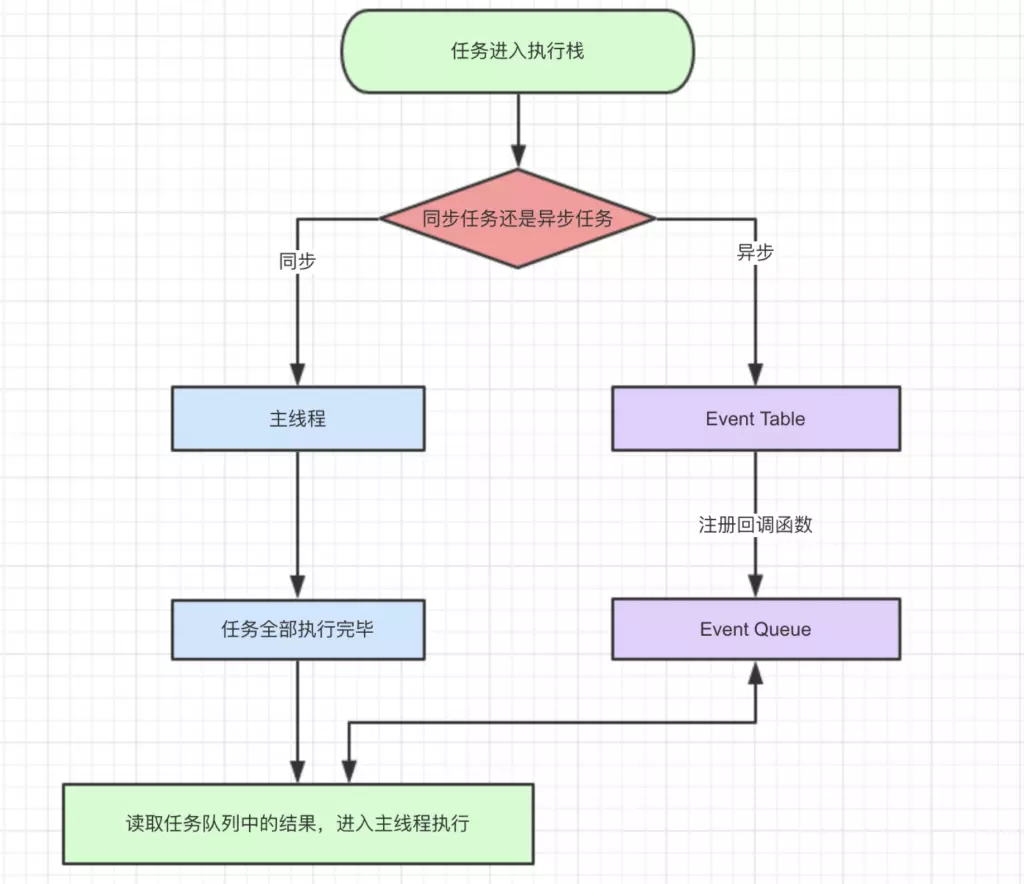 任务进入执行栈
同步任务还是异步任务
同步
异步
主线程
Event Table
注册回调函数
任务全部执行完毕
Event Queue
读取任务队列中的结果，进入主线程执行